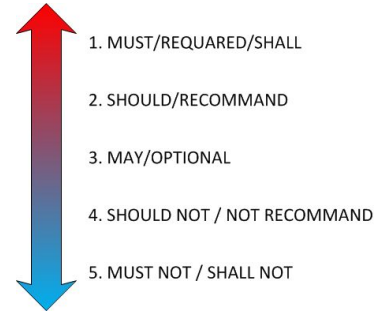 1. MUST/REQUARED/SHALL
2. SHOULD/RECOMMAND
3. MAY/OPTIONAL
4. SHOULD NOT / NOT RECOMMAND
5. MUST NOT / SHALL NOT